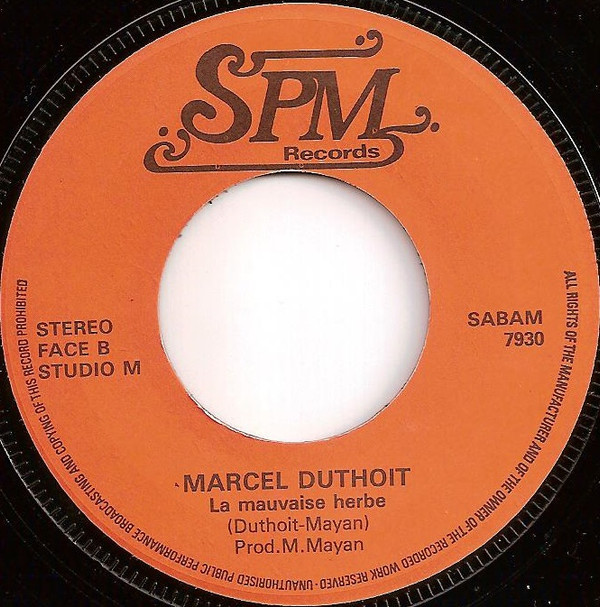 SPM
Records
STEREO
FACE B
STUDIO M
SABAM
7930
MARCEL DUTHOIT
La mauvaise herbe
(Duthoit-Mayan)
Prod.M.Mayan
ALL RIGHTS OF THE MANUFACTURER AND OF THE OWNER OF THE RECORDED WORK RESERVED · UNAUTHORISED PUBLIC PERFORMANCE BROADCASTING AND COPYING OF THIS RECORD PROHIBITED